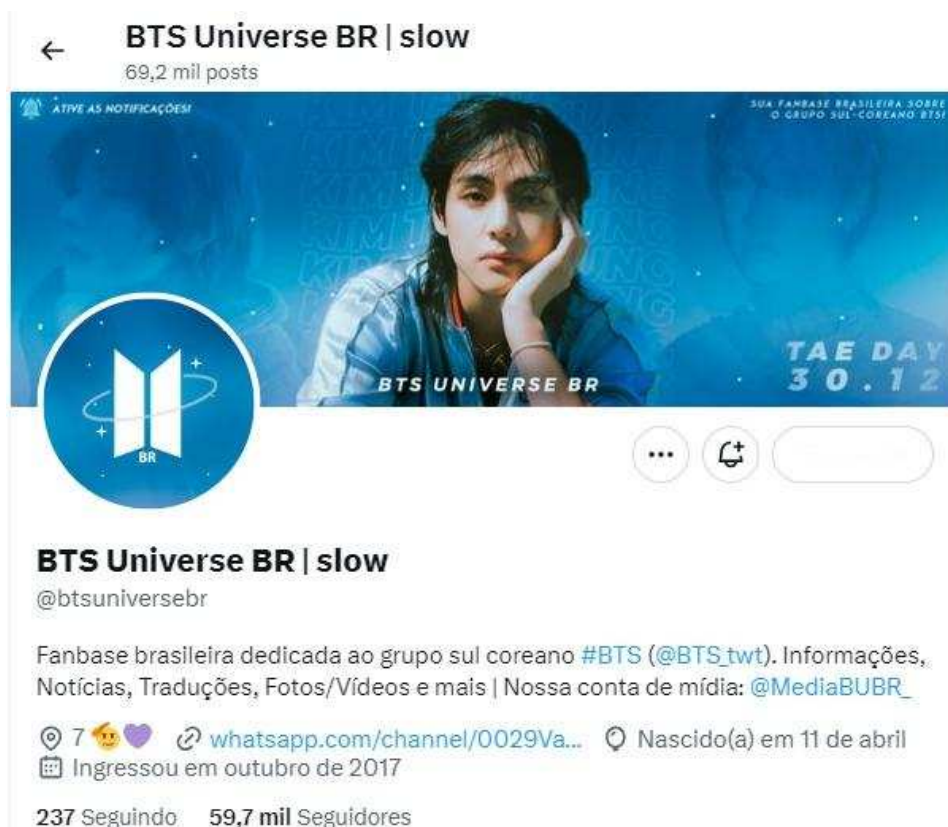 BTS Universe BR | slow
69,2 mil posts
ATIVE AS NOTIFICAÇÕES!
SUA FANBASE BRASILEIRA SOBRE
O GRUPO SUL-COREANO BTS!
TAE DAY
30.12
BTS UNIVERSE BR
BR
BTS Universe BR | slow
@btsuniversebr
Fanbase brasileira dedicada ao grupo sul coreano #BTS (@BTS_twt). Informações,
Notícias, Traduções, Fotos/Vídeos e mais | Nossa conta de mídia: @MediaBUBR_
7 🫡💜 whatsapp.com/channel/0029Va... Nascido(a) em 11 de abril
Ingressou em outubro de 2017
237 Seguindo 59,7 mil Seguidores